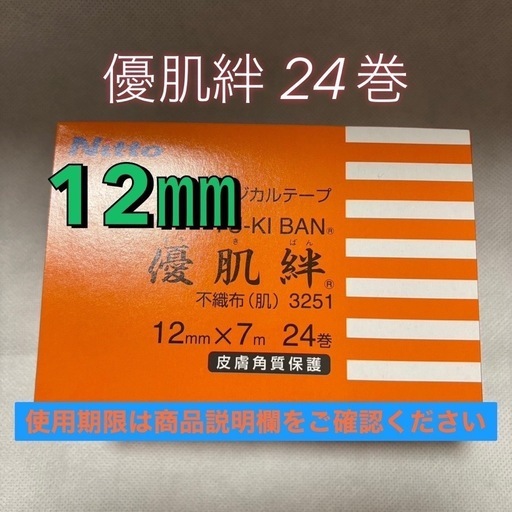 優肌絆 24巻
Nitto
12㎜
ジカルテープ
-KI BAN®
き ばん
優肌絆®
不織布(肌) 3251
12mm×7m 24巻
皮膚角質保護
使用期限は商品説明欄をご確認ください